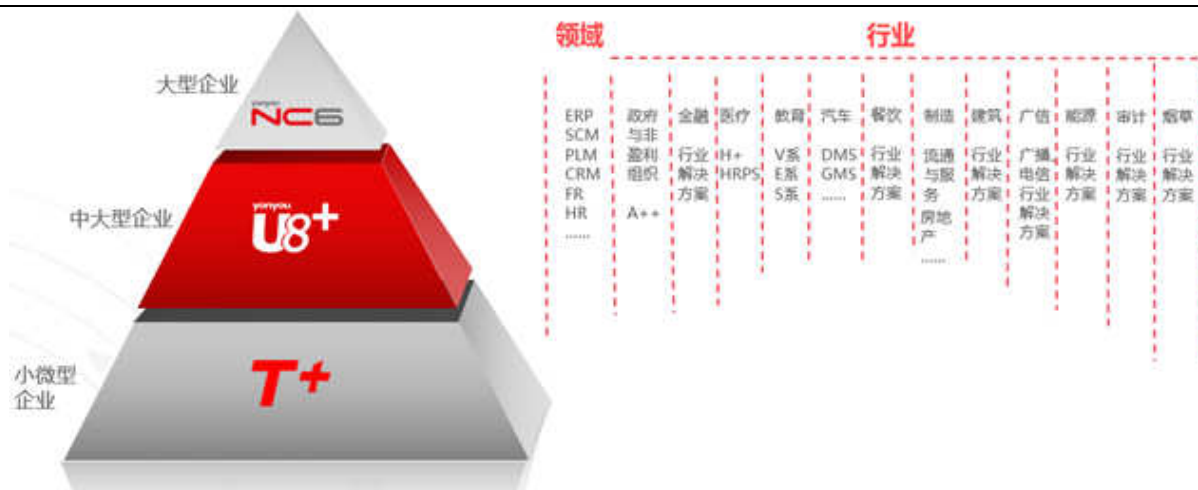 大型企业
yonyou
NC6
中大型企业
yonyou
U8+
小微型
企业
T+
领域
行业
ERP
SCM
PLM
CRM
FR
HR
......
政府
与非
盈利
组织
A++
金融
行业
解决
方案
医疗
H+
HRPS
教育
V系
E系
S系
汽车
DMS
GMS
......
餐饮
行业
解决
方案
制造
流通
与服
务
房地
产
......
建筑
行业
解决
方案
广信
广播,
电信
行业
解决
方案
能源
行业
解决
方案
审计
行业
解决
方案
烟草
行业
解决
方案